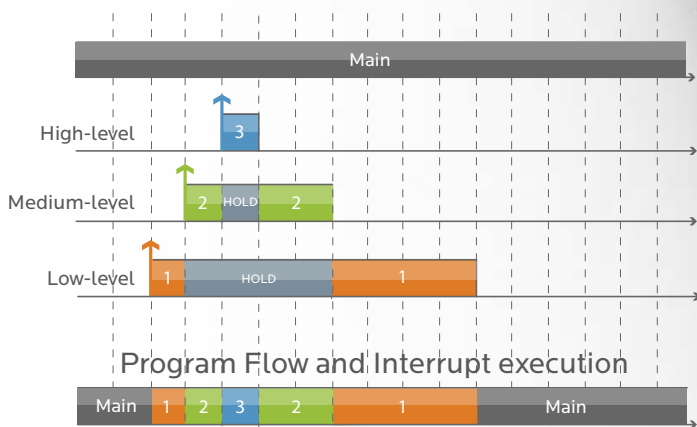 Main
High-level
3
Medium-level
2 HOLD 2
Low-level
1 HOLD 1
Program Flow and Interrupt execution
Main 1 2 3 2 1 Main